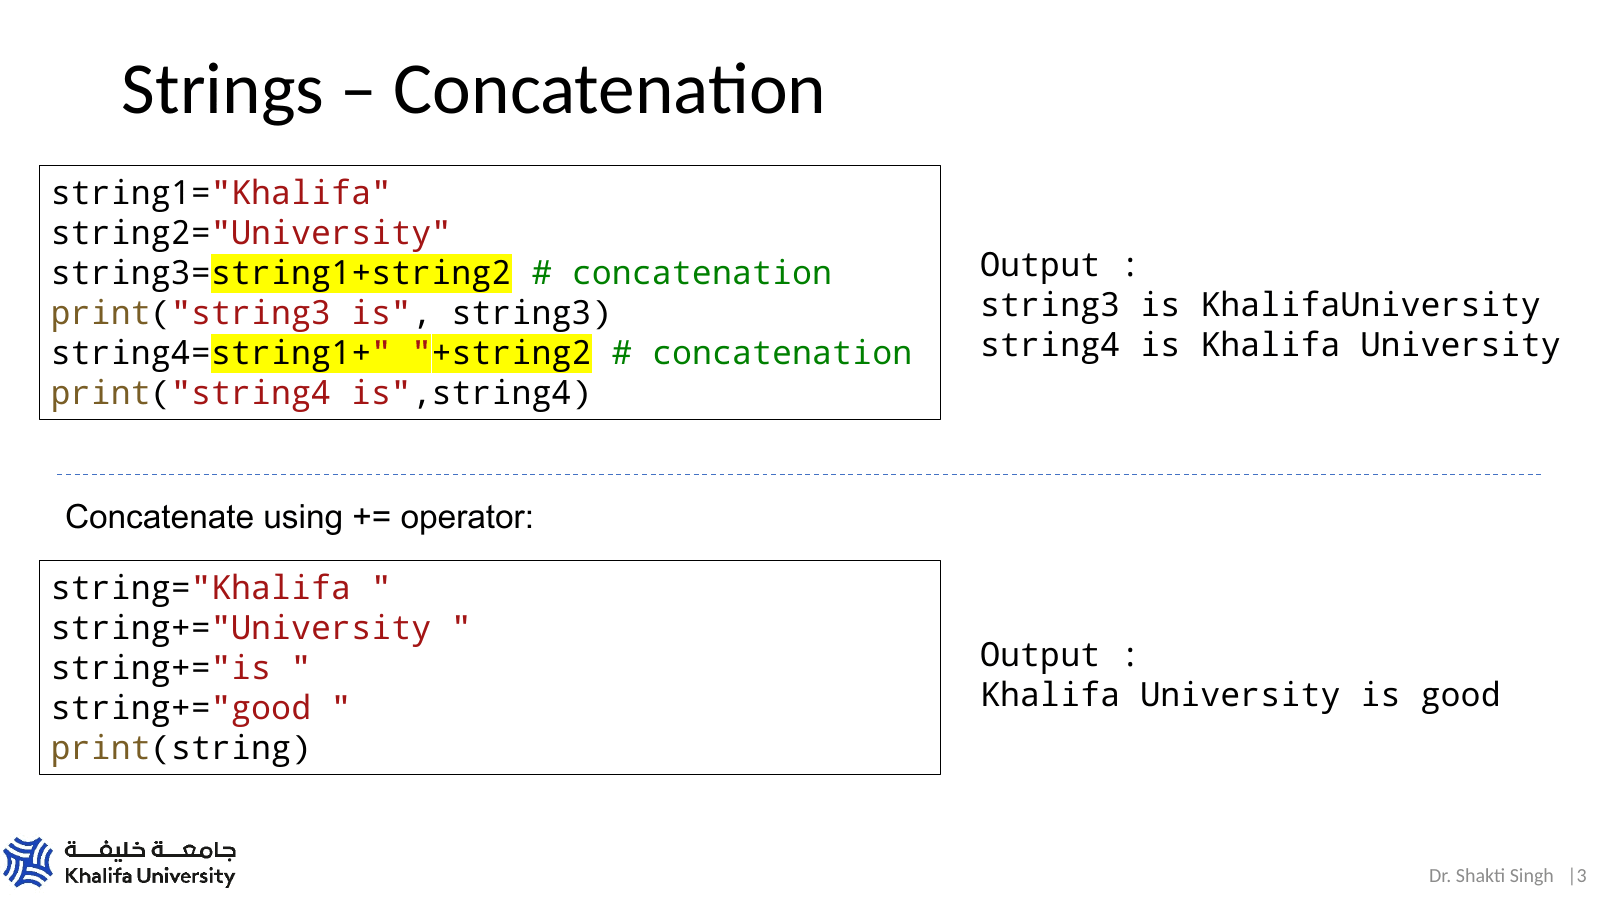 Strings – Concatenation
string1="Khalifa"
string2="University"
string3=string1+string2 # concatenation
print("string3 is", string3)
string4=string1+" "+string2 # concatenation
print("string4 is",string4)
Output :
string3 is KhalifaUniversity
string4 is Khalifa University
Concatenate using += operator:
string="Khalifa "
string+="University "
string+="is "
string+="good "
print(string)
Output :
Khalifa University is good
جامعة خليفة
Khalifa University
Dr. Shakti Singh |3